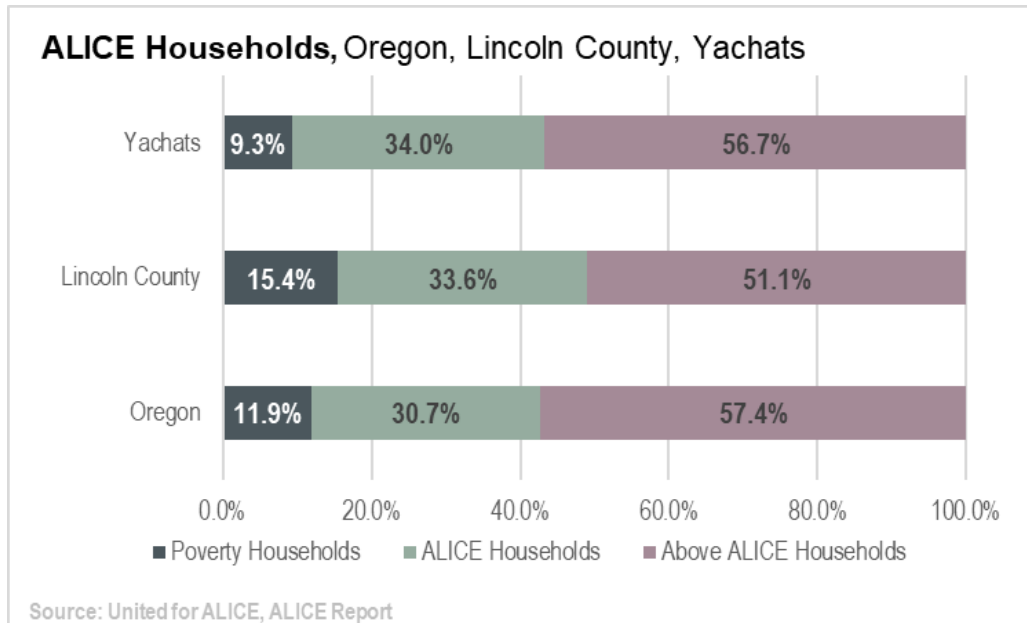 ALICE Households, Oregon, Lincoln County, Yachats
Yachats 9.3% 34.0% 56.7%
Lincoln County 15.4% 33.6% 51.1%
Oregon 11.9% 30.7% 57.4%
0.0% 20.0% 40.0% 60.0% 80.0% 100.0%
Poverty Households ALICE Households Above ALICE Households
Source: United for ALICE, ALICE Report